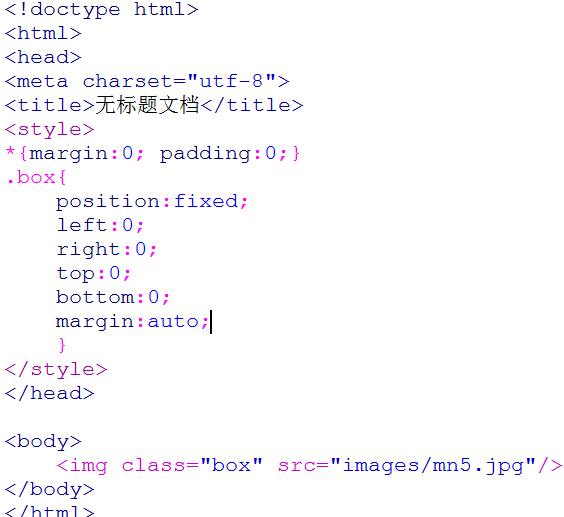 <!doctype html>
<html>
<head>
<meta charset="utf-8">
<title>无标题文档</title>
<style>
*{margin:0; padding:0;}
.box{
    position:fixed;
    left:0;
    right:0;
    top:0;
    bottom:0;
    margin:auto;
    }
</style>
</head>

<body>
    <img class="box" src="images/mn5.jpg"/>
</body>
</html>